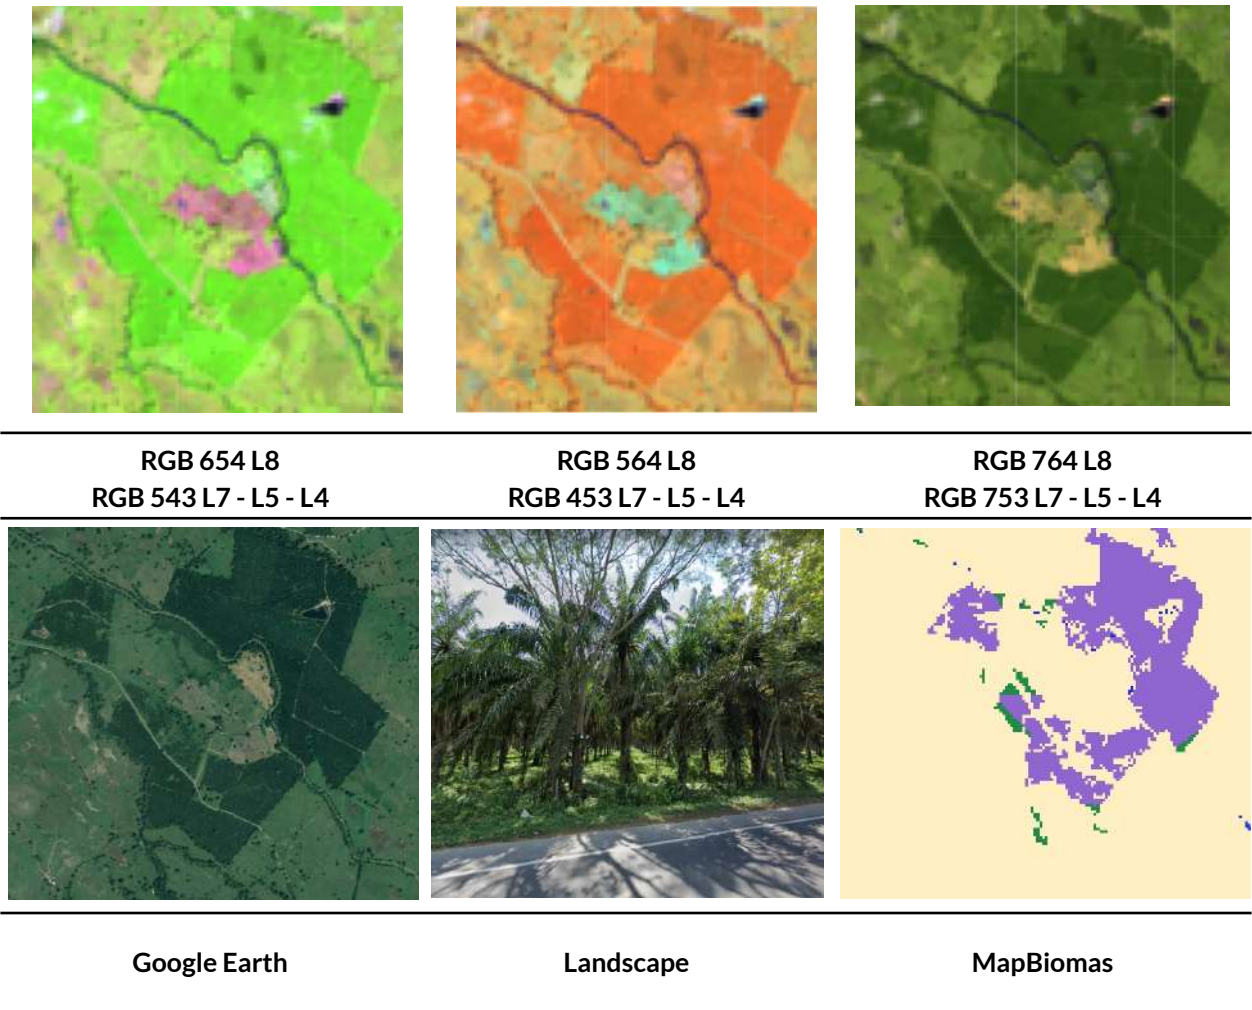 RGB 654 L8
RGB 543 L7 - L5 - L4
RGB 564 L8
RGB 453 L7 - L5 - L4
RGB 764 L8
RGB 753 L7 - L5 - L4
Google Earth
Landscape
MapBiomas